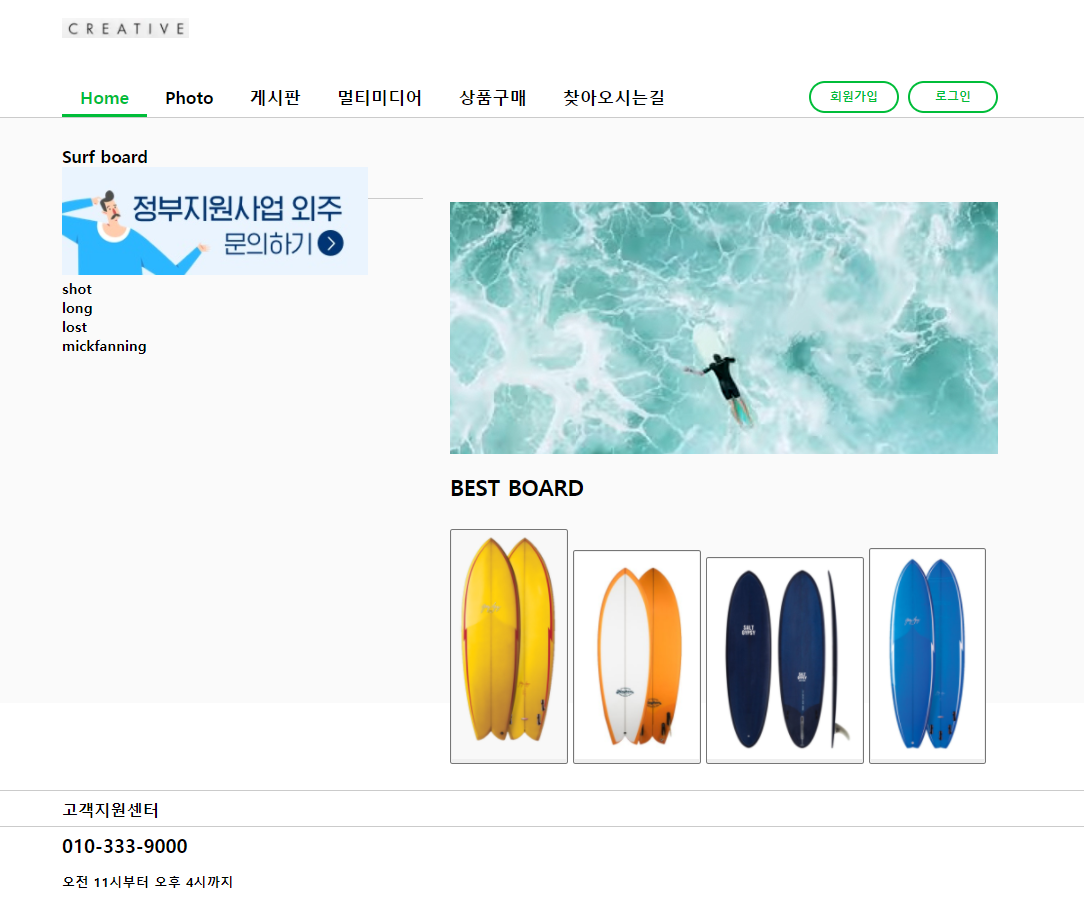 CREATIVE
Home Photo 게시판 멀티미디어 상품구매 찾아오시는길 회원가입 로그인
Surf board
정부지원사업 외주
문의하기
shot
long
lost
mickfanning
BEST BOARD
SALT
GYPSY
고객지원센터
010-333-9000
오전 11시부터 오후 4시까지